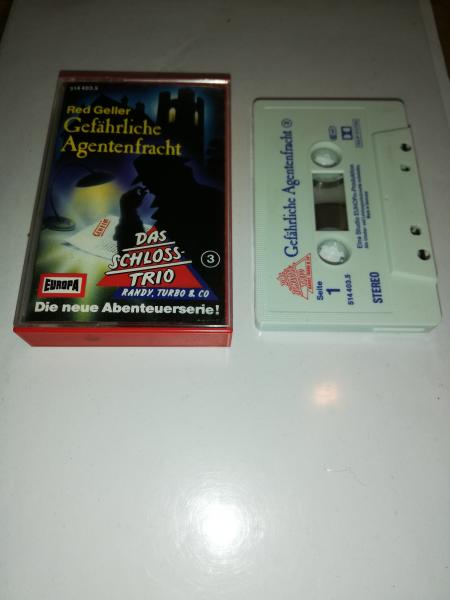 514 403.5
Red Geller
Gefährliche
Agentenfracht
DAS
SCHLOSS-
TRIO
RANDY, TURBO & CO
3
EUROPA
Die neue Abenteuerserie!
Gefährliche Agentenfracht 3
Eine Studio EUROPA-Produktion
Seite
1
514 403.5
STEREO